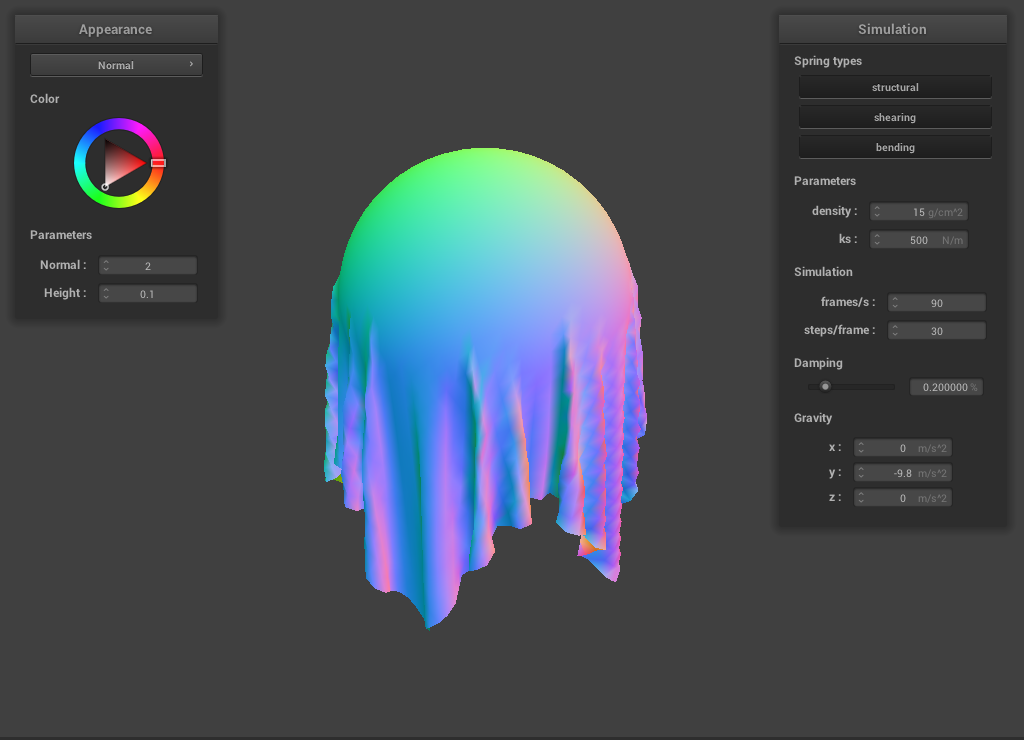 Appearance
Normal ›
Color
Parameters
Normal : 2
Height : 0.1
Simulation
Spring types
structural
shearing
bending
Parameters
density : 15 g/cm^2
ks : 500 N/m
Simulation
frames/s : 90
steps/frame : 30
Damping
0.200000 %
Gravity
x : 0 m/s^2
y : -9.8 m/s^2
z : 0 m/s^2